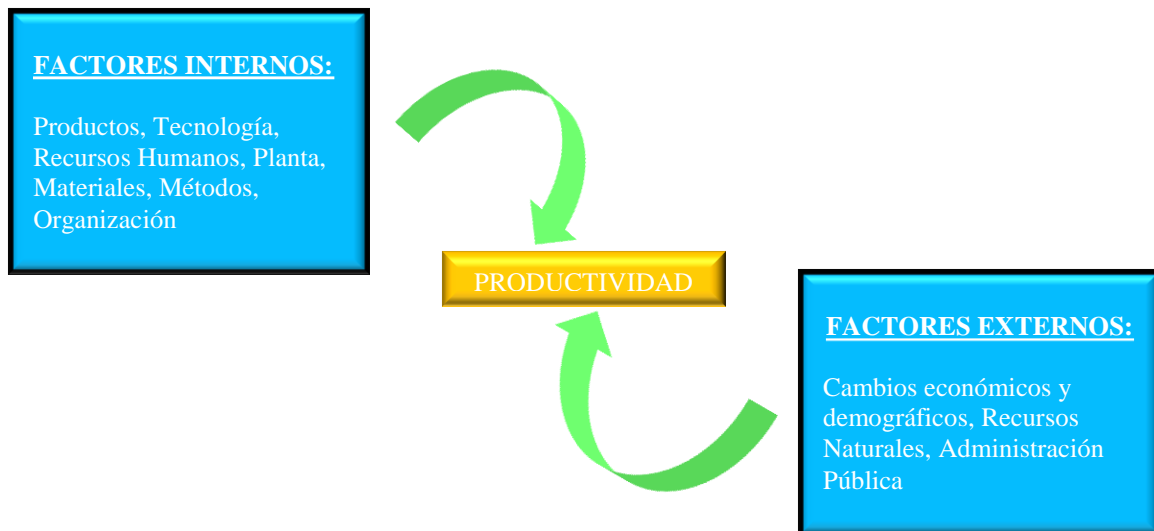 FACTORES INTERNOS:
Productos, Tecnología,
Recursos Humanos, Planta,
Materiales, Métodos,
Organización
PRODUCTIVIDAD
FACTORES EXTERNOS:
Cambios económicos y
demográficos, Recursos
Naturales, Administración
Pública